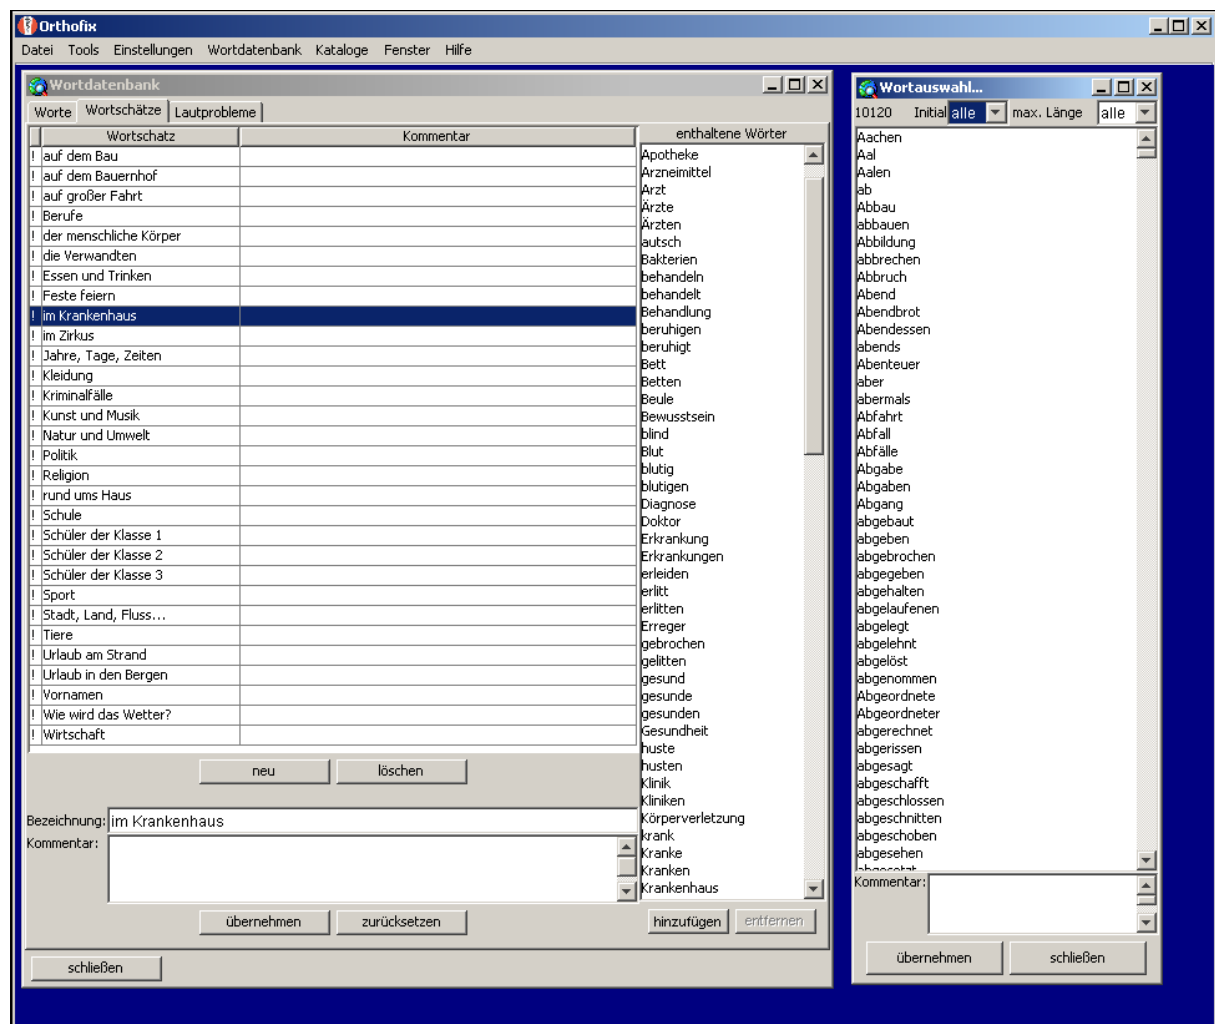 Orthofix
Datei Tools Einstellungen Wortdatenbank Kataloge Fenster Hilfe
Wortdatenbank
Worte Wortschätze Lautprobleme
Wortschatz Kommentar
! auf dem Bau
! auf dem Bauernhof
! auf großer Fahrt
! Berufe
! der menschliche Körper
! die Verwandten
! Essen und Trinken
! Feste feiern
! im Krankenhaus
! im Zirkus
! Jahre, Tage, Zeiten
! Kleidung
! Kriminalfälle
! Kunst und Musik
! Natur und Umwelt
! Politik
! Religion
! rund ums Haus
! Schule
! Schüler der Klasse 1
! Schüler der Klasse 2
! Schüler der Klasse 3
! Sport
! Stadt, Land, Fluss...
! Tiere
! Urlaub am Strand
! Urlaub in den Bergen
! Vornamen
! Wie wird das Wetter?
! Wirtschaft
neu löschen
Bezeichnung: im Krankenhaus
Kommentar:
übernehmen zurücksetzen
enthaltene Wörter
Apotheke
Arzneimittel
Arzt
Ärzte
Ärzten
autsch
Bakterien
behandeln
behandelt
Behandlung
beruhigen
beruhigt
Bett
Betten
Beule
Bewusstsein
blind
Blut
blutig
blutigen
Diagnose
Doktor
Erkrankung
Erkrankungen
erleiden
erlitt
erlitten
Erreger
gebrochen
gelitten
gesund
gesunde
gesunden
Gesundheit
huste
husten
Klinik
Kliniken
Körperverletzung
krank
Kranke
Kranken
Krankenhaus
hinzufügen entfernen
schließen
Wortauswahl...
10120 Initial alle max. Länge alle
Aachen
Aal
Aalen
ab
Abbau
abbauen
Abbildung
abbrechen
Abbruch
Abend
Abendbrot
Abendessen
abends
Abenteuer
aber
abermals
Abfahrt
Abfall
Abfälle
Abgabe
Abgaben
Abgang
abgebaut
abgeben
abgebrochen
abgegeben
abgehalten
abgelaufenen
abgelegt
abgelehnt
abgelöst
abgenommen
Abgeordnete
Abgeordneter
abgerechnet
abgerissen
abgesagt
abgeschafft
abgeschlossen
abgeschnitten
abgeschoben
abgesehen
abgesetzt
Kommentar:
übernehmen schließen